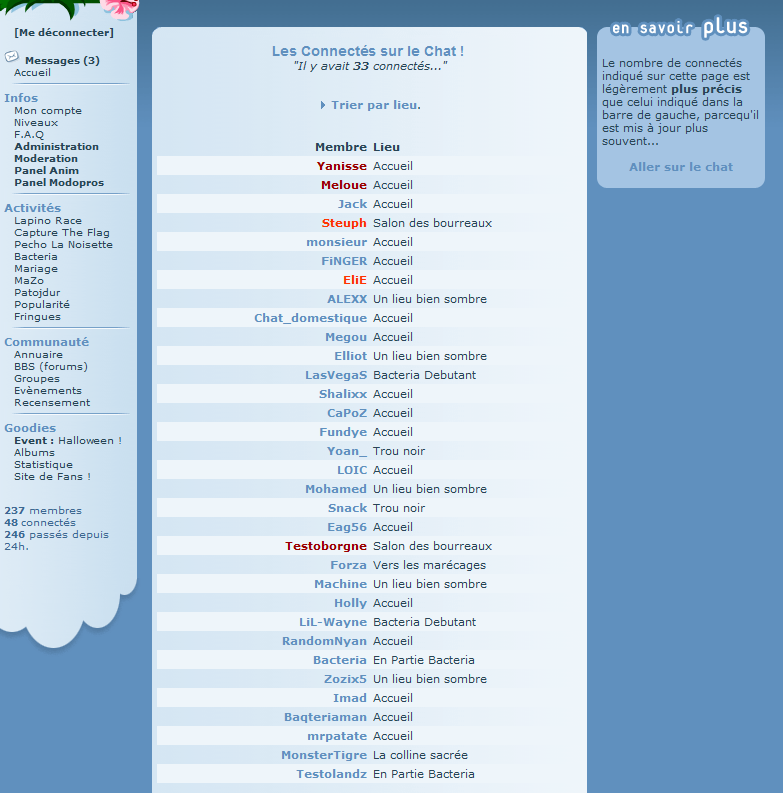 [Me déconnecter]
Messages (3)
Accueil
Infos
Mon compte
Niveaux
F.A.Q
Administration
Moderation
Panel Anim
Panel Modopros
Activités
Lapino Race
Capture The Flag
Pecho La Noisette
Bacteria
Mariage
MaZo
Patojdur
Popularité
Fringues
Communauté
Annuaire
BBS (forums)
Groupes
Evènements
Recensement
Goodies
Event : Halloween !
Albums
Statistique
Site de Fans !
237 membres
48 connectés
246 passés depuis
24h.
Les Connectés sur le Chat !
"Il y avait 33 connectés..."
Trier par lieu.
Membre Lieu
Yanisse Accueil
Meloue Accueil
Jack Accueil
Steuph Salon des bourreaux
monsieur Accueil
FiNGER Accueil
EliE Accueil
ALEXX Un lieu bien sombre
Chat_domestique Accueil
Megou Accueil
Elliot Un lieu bien sombre
LasVegaS Bacteria Debutant
Shalixx Accueil
CaPoZ Accueil
Fundye Accueil
Yoan_ Trou noir
LOIC Accueil
Mohamed Un lieu bien sombre
Snack Trou noir
Eag56 Accueil
Testoborgne Salon des bourreaux
Forza Vers les marécages
Machine Un lieu bien sombre
Holly Accueil
LiL-Wayne Bacteria Debutant
RandomNyan Accueil
Bacteria En Partie Bacteria
Zozix5 Un lieu bien sombre
Imad Accueil
Baqteriaman Accueil
mrpatate Accueil
MonsterTigre La colline sacrée
Testolandz En Partie Bacteria
en savoir plus
Le nombre de connectés
indiqué sur cette page est
légèrement plus précis
que celui indiqué dans la
barre de gauche, parcequ'il
est mis à jour plus
souvent...
Aller sur le chat